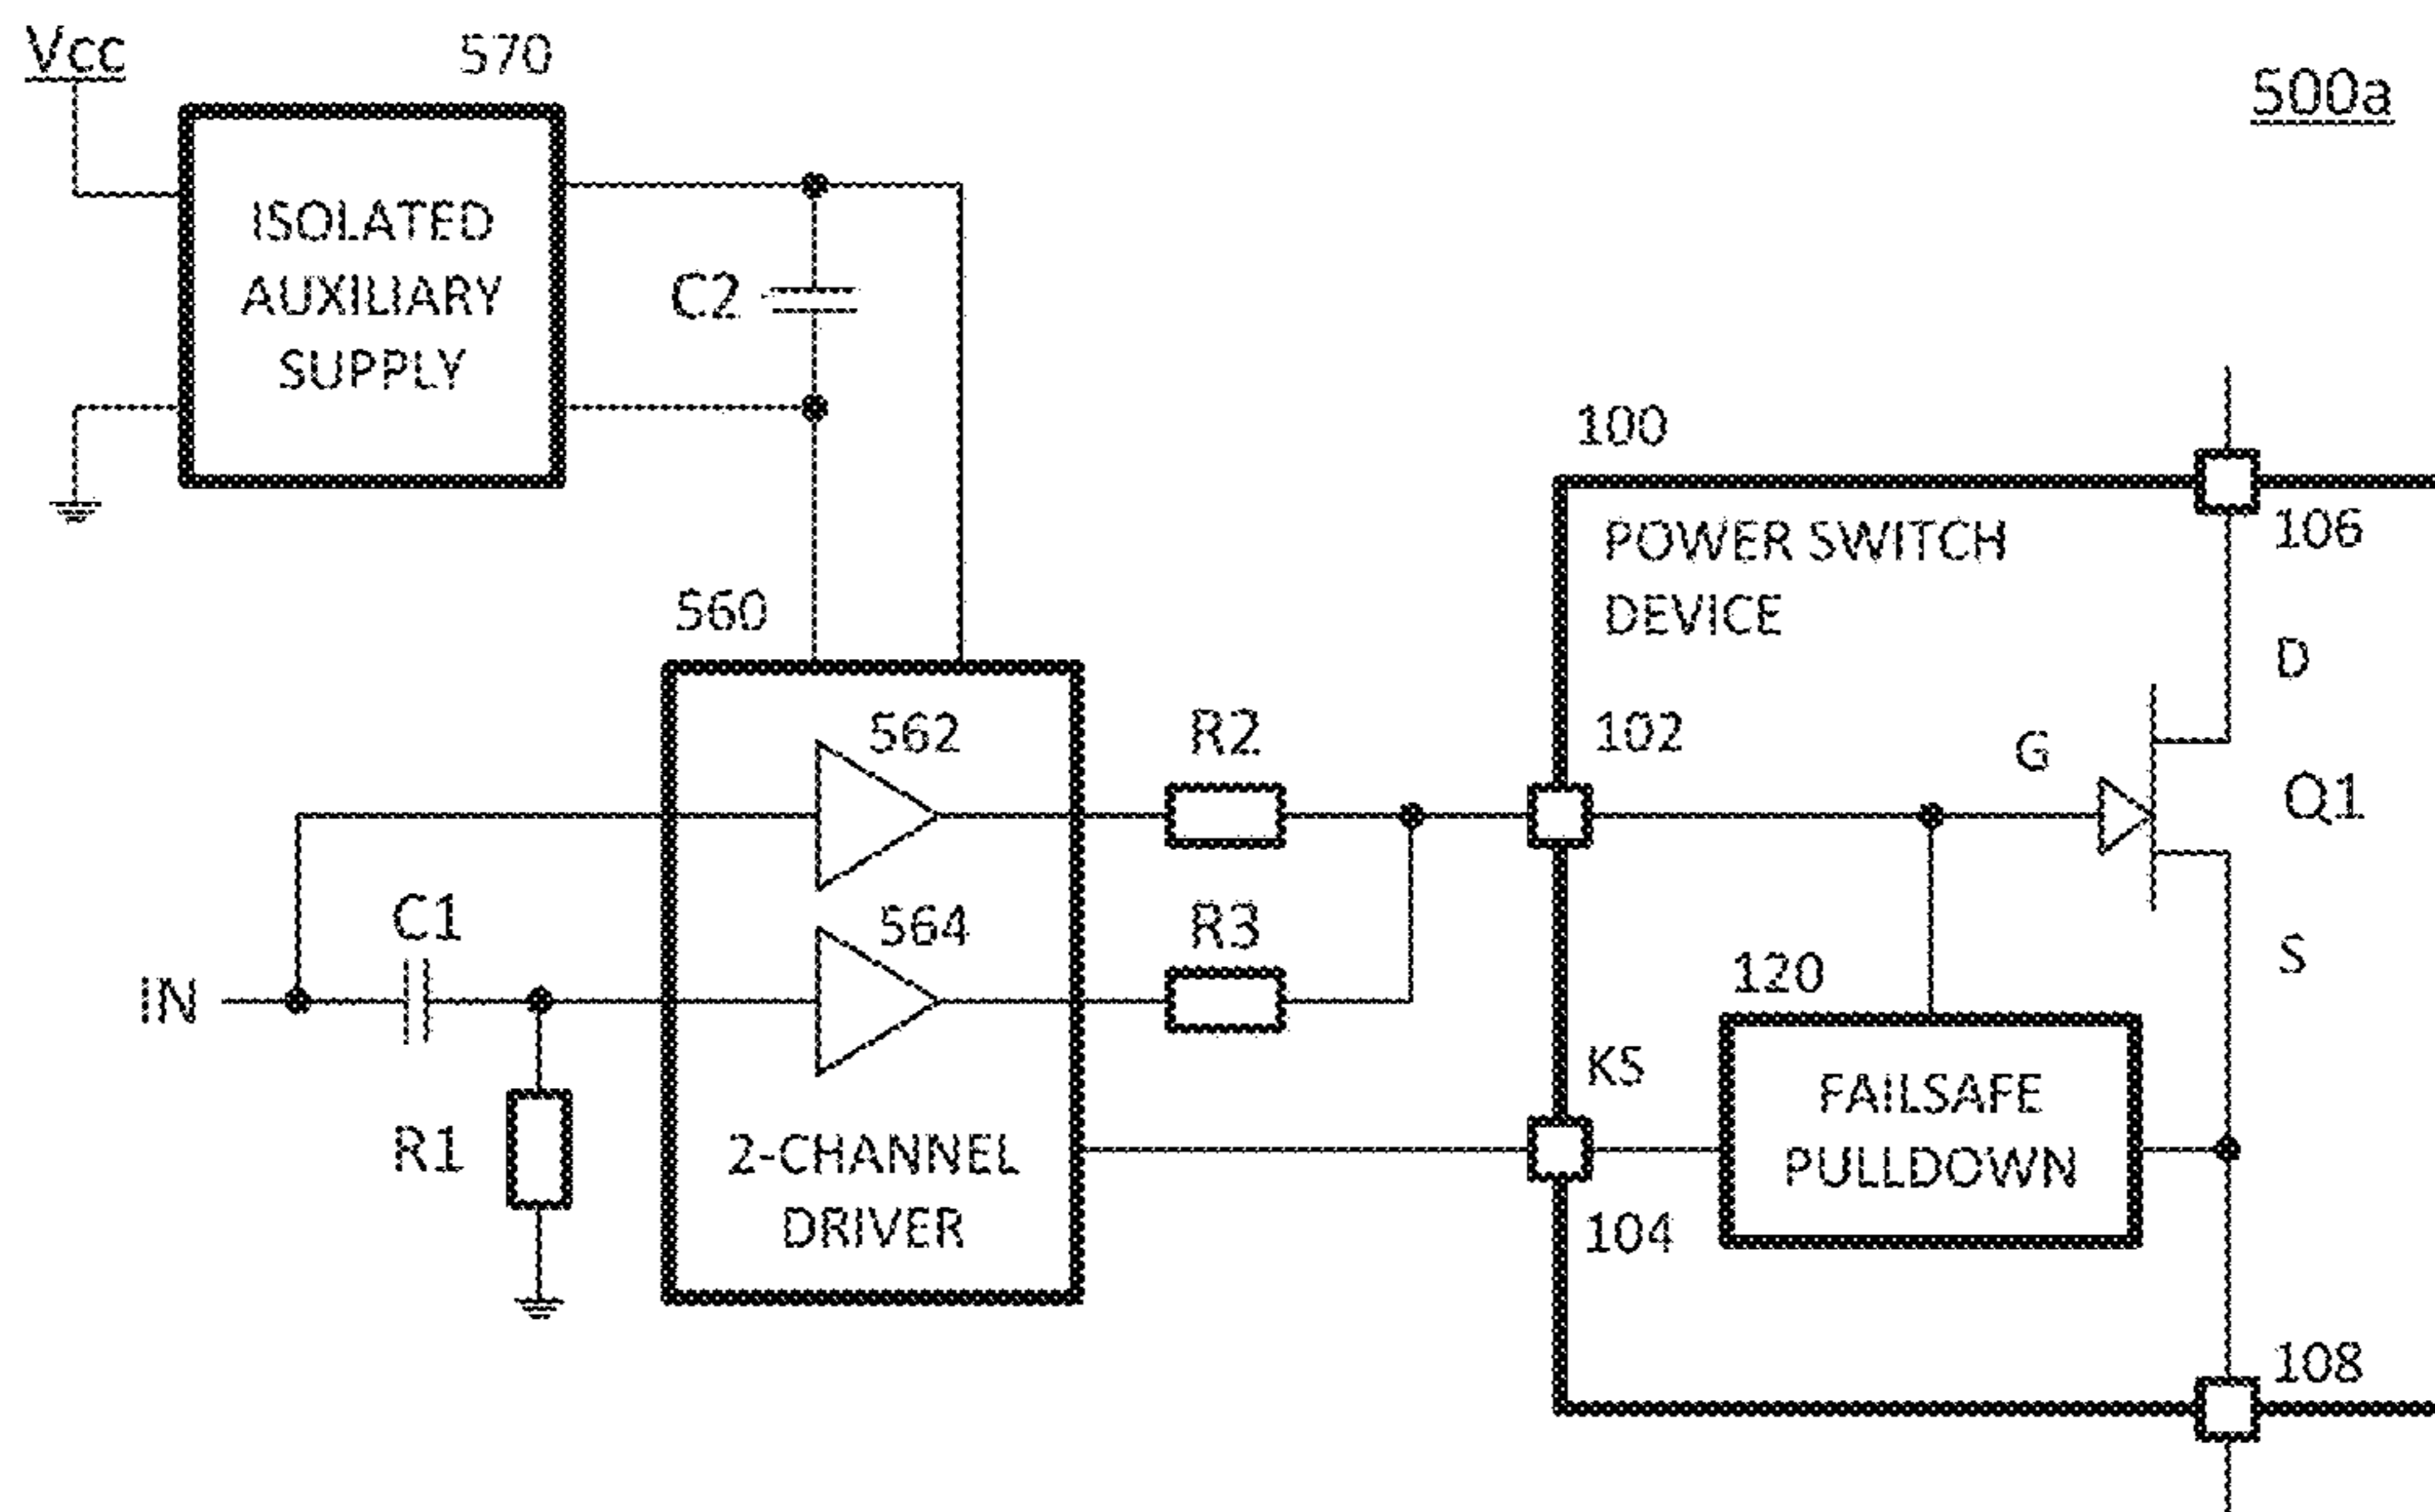 Vcc
570
500a
ISOLATED
AUXILIARY
SUPPLY
C2
100
106
POWER SWITCH
DEVICE
560
D
562
R2
102
G
Q1
C1
564
R3
120
S
IN
KS
FAILSAFE
PULLDOWN
R1
2-CHANNEL
DRIVER
104
108